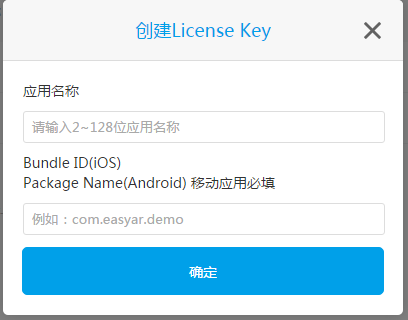 创建License Key
应用名称
请输入2~128位应用名称
Bundle ID(iOS)
Package Name(Android) 移动应用必填
例如：com.easyar.demo
确定